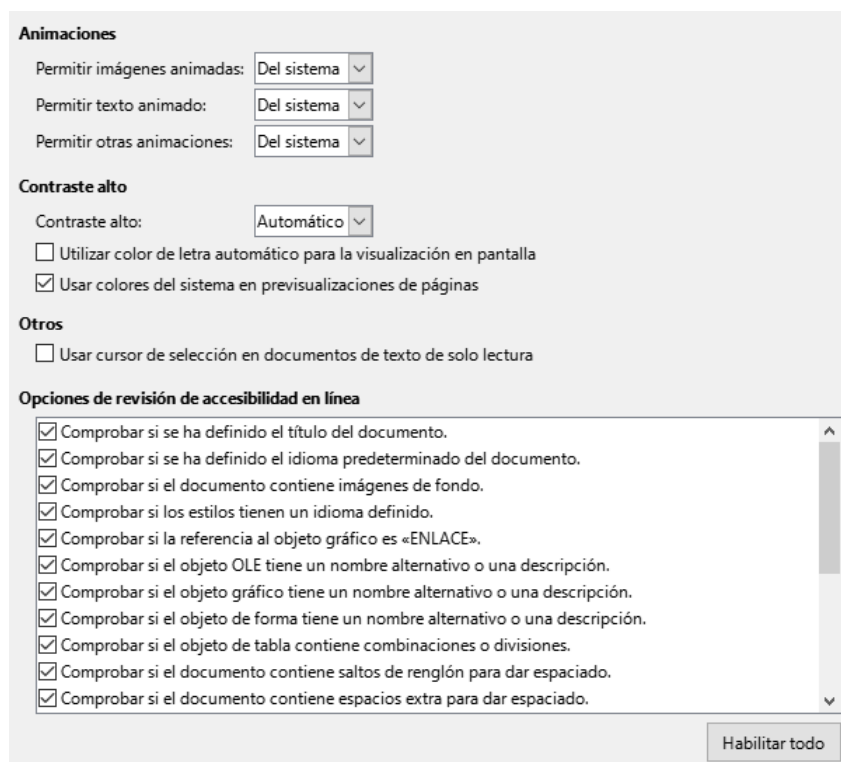 Animaciones
Permitir imágenes animadas: Del sistema
Permitir texto animado: Del sistema
Permitir otras animaciones: Del sistema
Contraste alto
Contraste alto: Automático
Utilizar color de letra automático para la visualización en pantalla
Usar colores del sistema en previsualizaciones de páginas
Otros
Usar cursor de selección en documentos de texto de solo lectura
Opciones de revisión de accesibilidad en línea
Comprobar si se ha definido el título del documento.
Comprobar si se ha definido el idioma predeterminado del documento.
Comprobar si el documento contiene imágenes de fondo.
Comprobar si los estilos tienen un idioma definido.
Comprobar si la referencia al objeto gráfico es «ENLACE».
Comprobar si el objeto OLE tiene un nombre alternativo o una descripción.
Comprobar si el objeto gráfico tiene un nombre alternativo o una descripción.
Comprobar si el objeto de forma tiene un nombre alternativo o una descripción.
Comprobar si el objeto de tabla contiene combinaciones o divisiones.
Comprobar si el documento contiene saltos de renglón para dar espaciado.
Comprobar si el documento contiene espacios extra para dar espaciado.
Habilitar todo